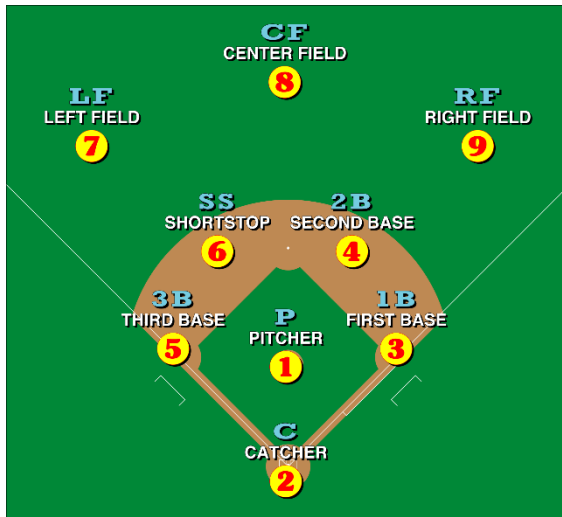 CF
CENTER FIELD
8
LF
LEFT FIELD
7
RF
RIGHT FIELD
9
SS
SHORTSTOP
6
2B
SECOND BASE
4
3B
THIRD BASE
5
P
PITCHER
1
1B
FIRST BASE
3
C
CATCHER
2